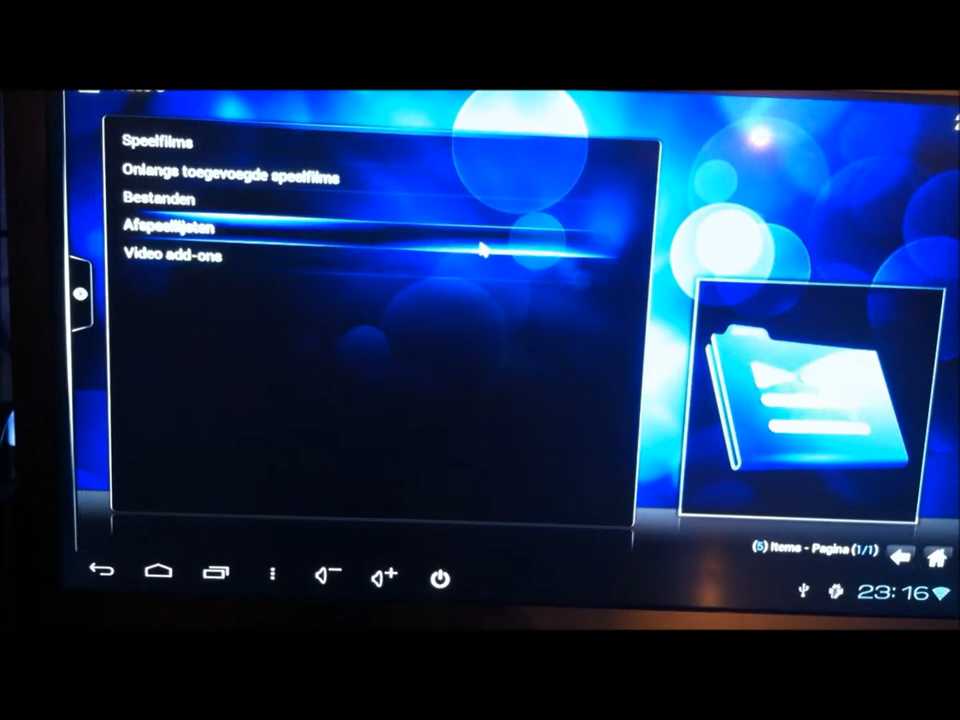 Speelfilms
Onlangs toegevoegde speelfilms
Bestanden
Afspeellijsten
Video add-ons
(5) Items - Pagina (1/1)
23:16